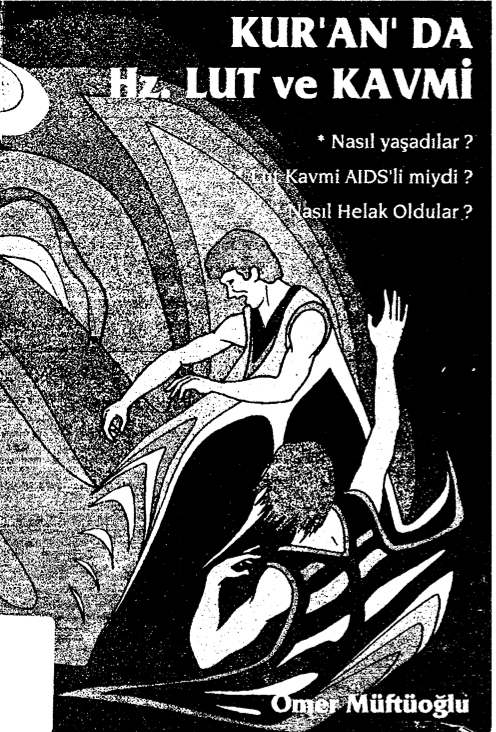 KUR'AN' DA
Hz. LUT ve KAVMİ
* Nasıl yaşadılar ?
* Lut Kavmi AIDS'li miydi ?
* Nasıl Helak Oldular ?
Ömer Müftüoğlu